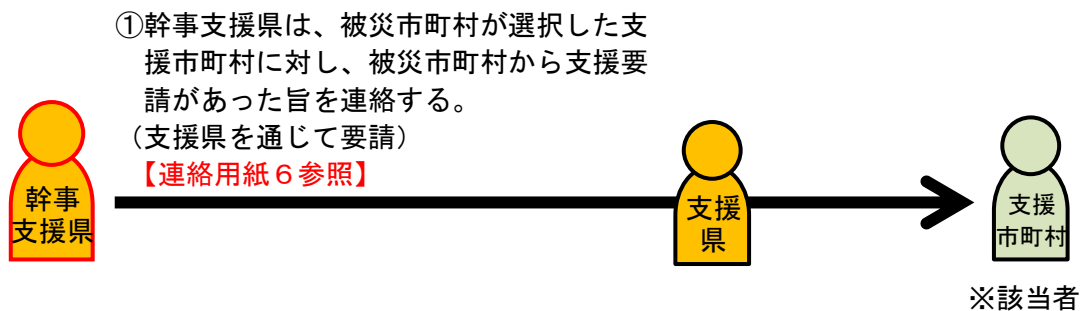 ①幹事支援県は、被災市町村が選択した支
援市町村に対し、被災市町村から支援要
請があった旨を連絡する。
（支援県を通じて要請）
【連絡用紙６参照】
幹事
支援県
支援
県
支援
市町村
※該当者